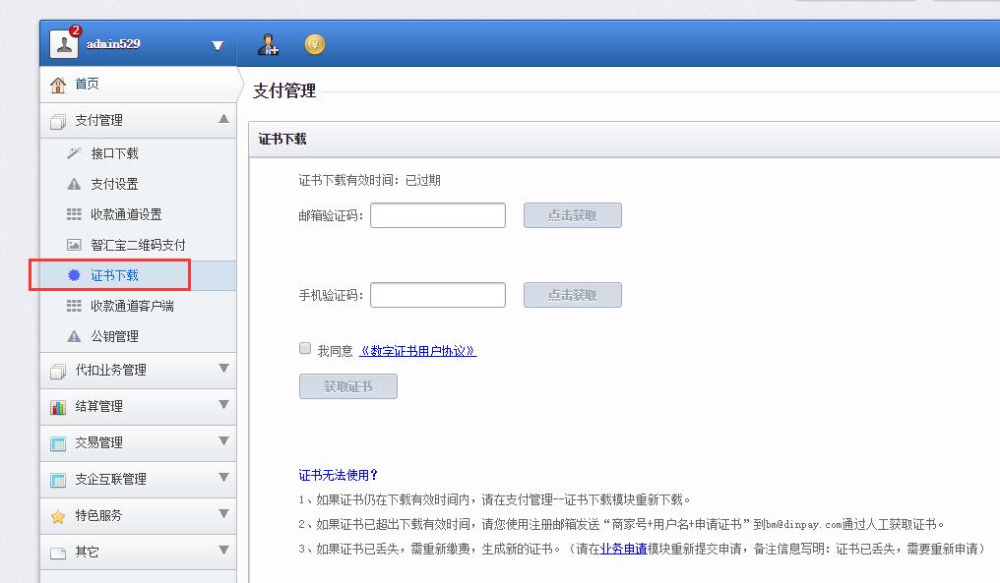 2
admin529
首页
支付管理
接口下载
支付设置
收款通道设置
智汇宝二维码支付
证书下载
收款通道客户端
公钥管理
代扣业务管理
结算管理
交易管理
支企互联管理
特色服务
其它
支付管理
证书下载
证书下载有效时间：已过期
邮箱验证码： 点击获取
手机验证码： 点击获取
我同意 《数字证书用户协议》
获取证书
证书无法使用？
1、如果证书仍在下载有效时间内，请在支付管理--证书下载模块重新下载。
2、如果证书已超出下载有效时间，请您使用注册邮箱发送“商家号+用户名+申请证书”到bm@dinpay.com通过人工获取证书。
3、如果证书已丢失，需重新缴费，生成新的证书。（请在业务申请模块重新提交申请，备注信息写明：证书已丢失，需要重新申请）